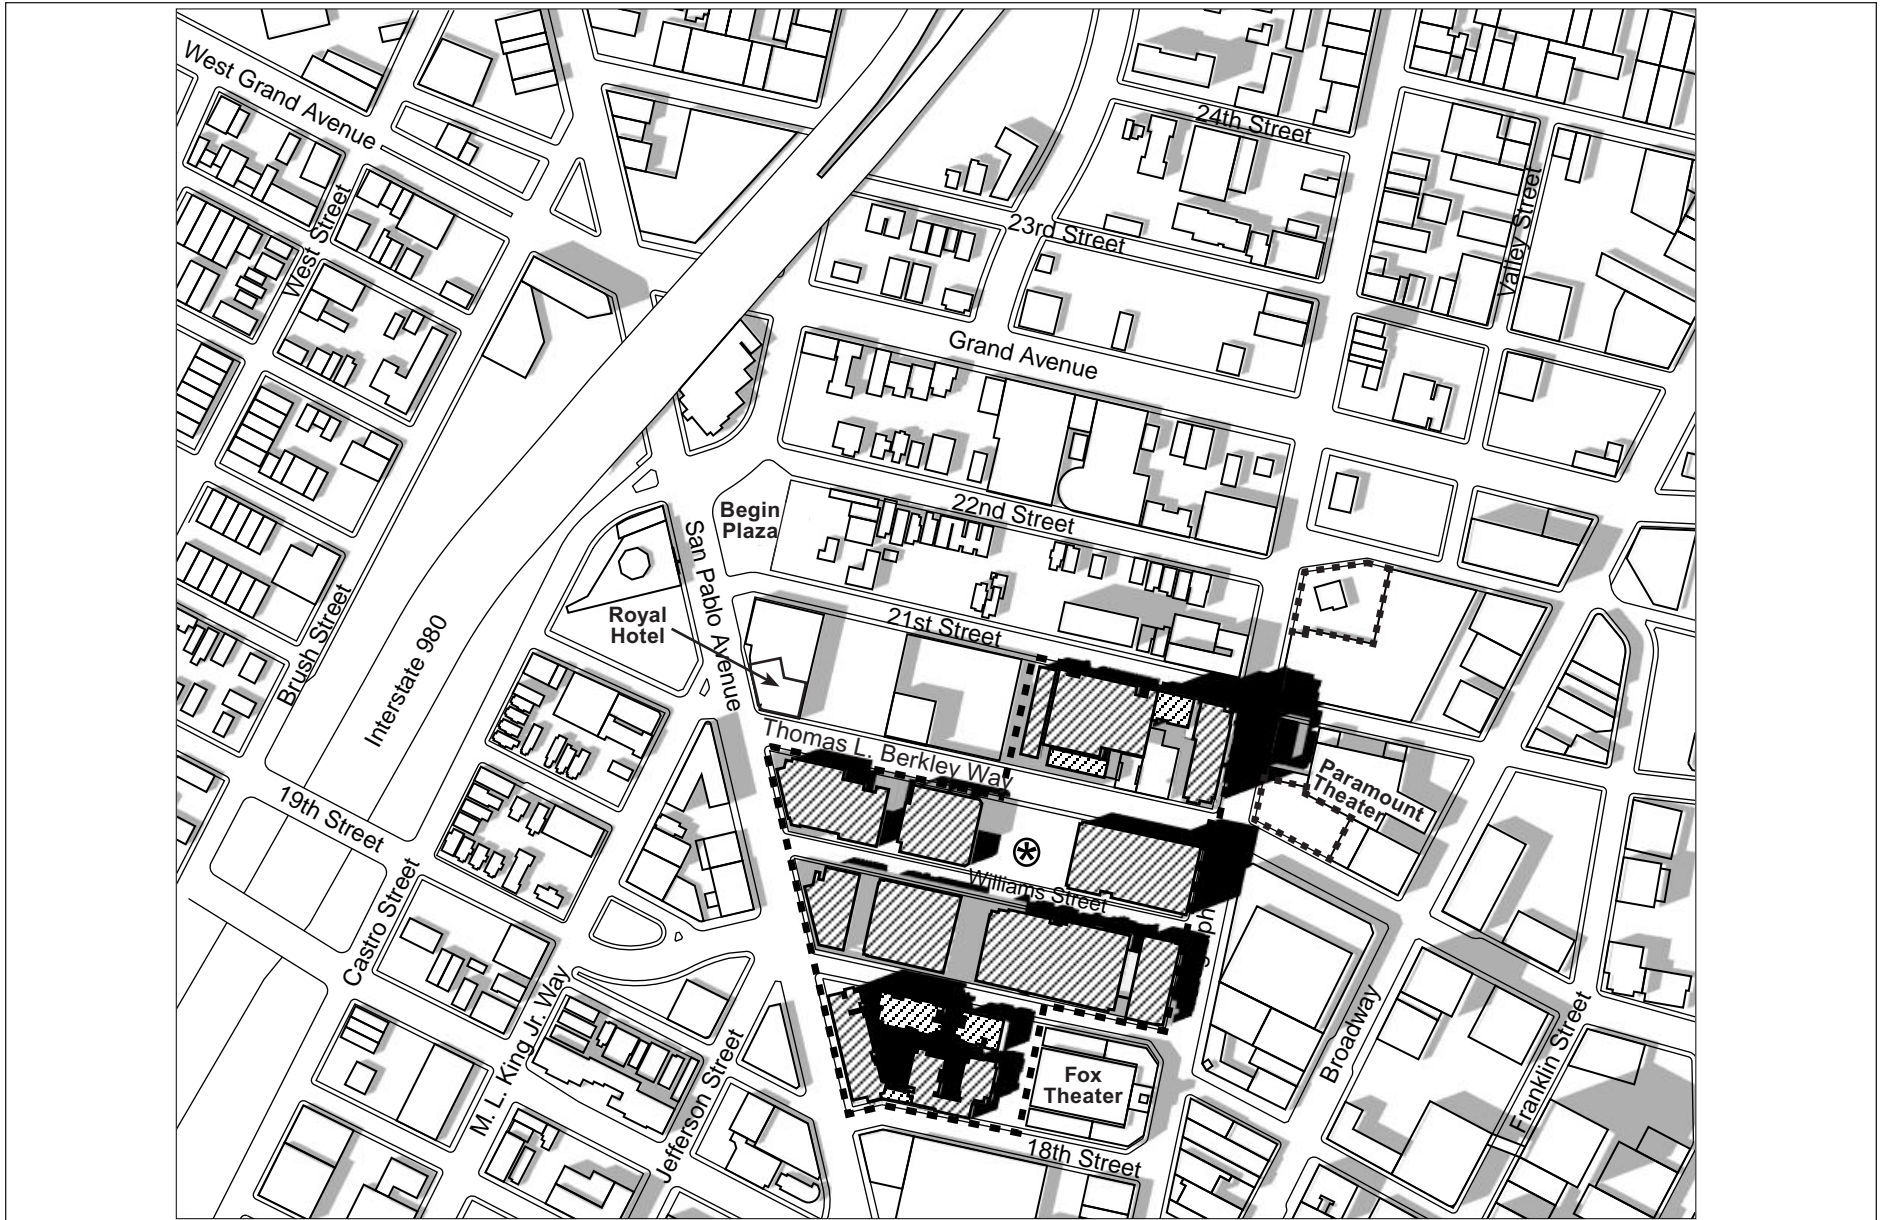 West Grand Avenue
24th Street
West Street
Valley Street
23rd Street
Grand Avenue
22nd Street
Begin
Plaza
San Pablo Avenue
Royal
Hotel
21st Street
Brush Street
Interstate 980
Thomas L. Berkley Way
Paramount
Theater
19th Street
Williams Street
Castro Street
M. L. King Jr. Way
Jefferson Street
Broadway
Franklin Street
Fox
Theater
18th Street